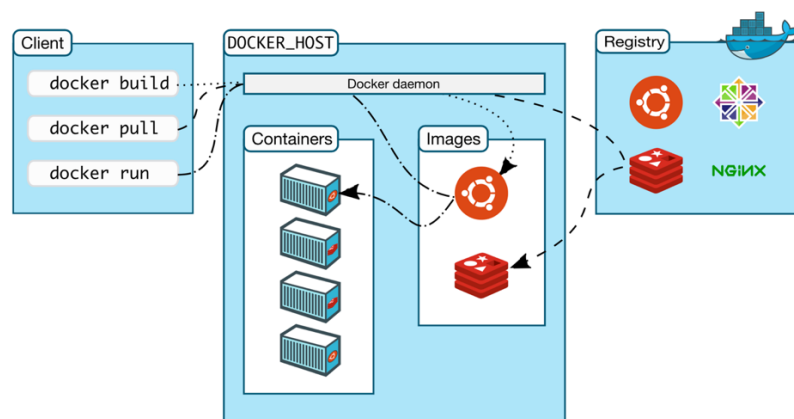 Client
docker build
docker pull
docker run
DOCKER_HOST
Docker daemon
Containers
Images
Registry
NGiNX